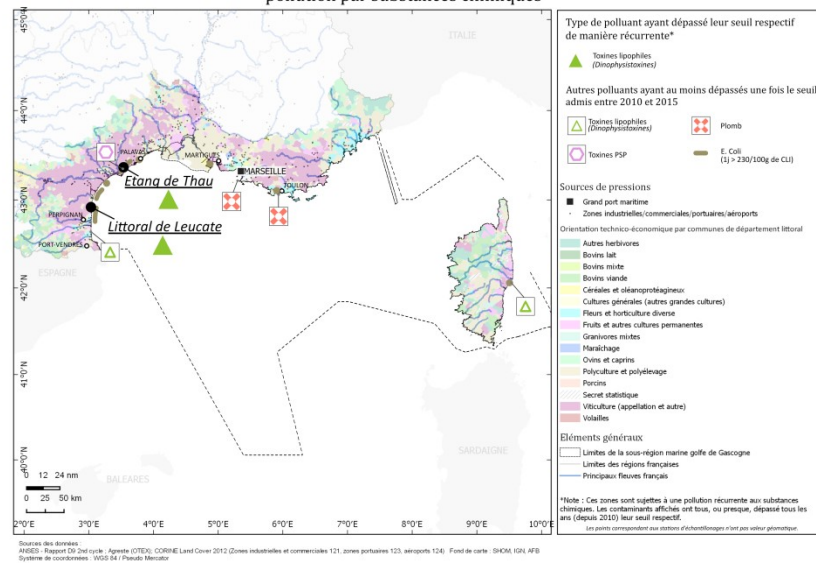 pollution par substances chimiques
45°0'N
44°0'N
43°0'N
42°0'N
41°0'N
40°0'N
ITALIE
PALAVAS
MARTIGUES
MARSEILLE
TOULON
Etang de Thau
PERPIGNAN
Littoral de Leucate
PORT-VENDRES
ESPAGNE
SARDAIGNE
BALEARES
0 12 24 nm
0 25 50 km
2°0'E 3°0'E 4°0'E 5°0'E 6°0'E 7°0'E 8°0'E 9°0'E 10°0'E
Type de polluant ayant dépassé leur seuil respectif
de manière récurrente*
Toxines lipophiles
(Dinophysistoxines)
Autres polluants ayant au moins dépassés une fois le seuil
admis entre 2010 et 2015
Toxines lipophiles
(Dinophysistoxines)
Plomb
Toxines PSP
E. Coli
(1j > 230/100g de CLI)
Sources de pressions
Grand port maritime
Zones industrielles/commerciales/portuaires/aéroports
Orientation technico-économique par communes de département littoral
Autres herbivores
Bovins lait
Bovins mixte
Bovins viande
Céréales et oléanoprotéagineux
Cultures générales (autres grandes cultures)
Fleurs et horticulture diverse
Fruits et autres cultures permanentes
Granivores mixtes
Maraîchage
Ovins et caprins
Polyculture et polyélevage
Porcins
Secret statistique
Viticulture (appellation et autre)
Volailles
Eléments généraux
Limites de la sous-région marine golfe de Gascogne
Limites des régions françaises
Principaux fleuves français
*Note : Ces zones sont sujettes à une pollution récurrente aux substances
chimiques. Les contaminants affichés ont tous, ou presque, dépassé tous les
ans (depuis 2010) leur seuil respectif.
Les points correspondant aux stations d'échantillonages n'ont pas valeur géomatique.
Sources des données :
ANSES - Rapport D9 2nd cycle ; Agreste (OTEX); CORINE Land Cover 2012 (Zones industrielles et commerciales 121, zones portuaires 123, aéroports 124) Fond de carte : SHOM, IGN, AFB
Système de coordonnées : WGS 84 / Pseudo Mercator